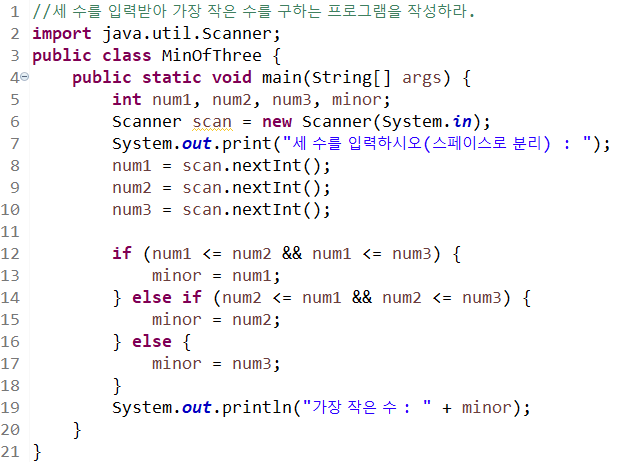 1 //세 수를 입력받아 가장 작은 수를 구하는 프로그램을 작성하라.
2 import java.util.Scanner;
3 public class MinOfThree {
4     public static void main(String[] args) {
5         int num1, num2, num3, minor;
6         Scanner scan = new Scanner(System.in);
7         System.out.print("세 수를 입력하시오(스페이스로 분리) : ");
8         num1 = scan.nextInt();
9         num2 = scan.nextInt();
10         num3 = scan.nextInt();
11
12         if (num1 <= num2 && num1 <= num3) {
13             minor = num1;
14         } else if (num2 <= num1 && num2 <= num3) {
15             minor = num2;
16         } else {
17             minor = num3;
18         }
19         System.out.println("가장 작은 수 : " + minor);
20     }
21 }